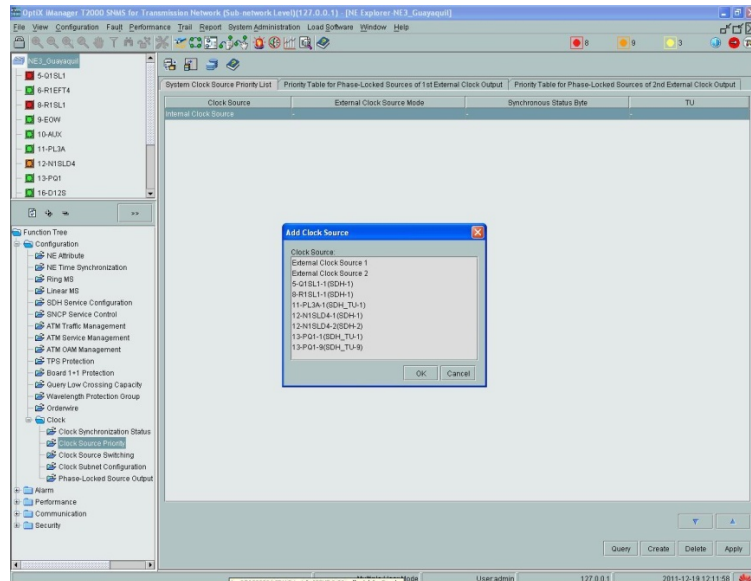 OptiX iManager T2000 SNMS for Transmission Network (Sub-network Level)(127.0.0.1) - [NE Explorer-NE3_Guayaquil]
File View Configuration Fault Performance Trail Report System Administration Load Software Window Help
8 9 3
NE3_Guayaquil
5-Q1SL1
6-R1EFT4
8-R1SL1
9-EOW
10-AUX
11-PL3A
12-N1SLD4
13-PQ1
16-D12S
>>
System Clock Source Priority List Priority Table for Phase-Locked Sources of 1st External Clock Output Priority Table for Phase-Locked Sources of 2nd External Clock Output
Clock Source External Clock Source Mode Synchronous Status Byte TU
Internal Clock Source - - -
Function Tree
Configuration
NE Attribute
NE Time Synchronization
Ring MS
Linear MS
SDH Service Configuration
SNCP Service Control
ATM Traffic Management
ATM Service Management
ATM OAM Management
TPS Protection
Board 1+1 Protection
Query Low Crossing Capacity
Wavelength Protection Group
Orderwire
Clock
Clock Synchronization Status
Clock Source Priority
Clock Source Switching
Clock Subnet Configuration
Phase-Locked Source Output
Alarm
Performance
Communication
Security
Add Clock Source
Clock Source:
External Clock Source 1
External Clock Source 2
5-Q1SL1-1(SDH-1)
8-R1SL1-1(SDH-1)
11-PL3A-1(SDH_TU-1)
12-N1SLD4-1(SDH-1)
12-N1SLD4-2(SDH-2)
13-PQ1-1(SDH_TU-1)
13-PQ1-9(SDH_TU-9)
OK Cancel
Query Create Delete Apply
User:admin 127.0.0.1 2011-12-19 12:11:58